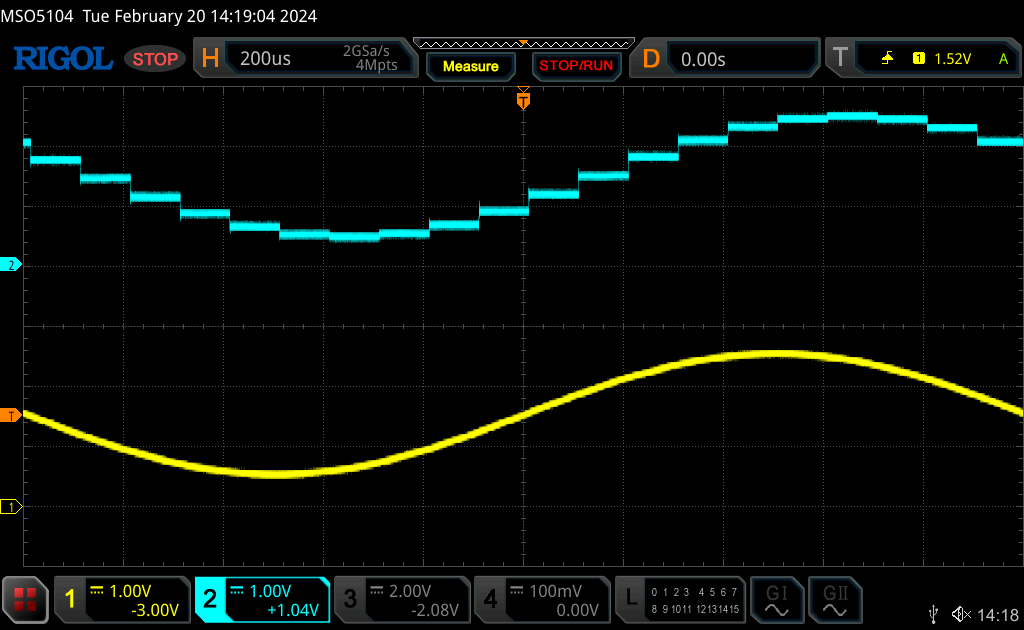 MSO5104 Tue February 20 14:19:04 2024
RIGOL STOP H 200us 2GSa/s 4Mpts Measure STOP/RUN D 0.00s T 1 1.52V A
T
2
T
1
1 1.00V -3.00V 2 1.00V +1.04V 3 2.00V -2.08V 4 100mV 0.00V L 0 1 2 3 4 5 6 7 GI GII
8 9 10 11 12 13 14 15
14:18